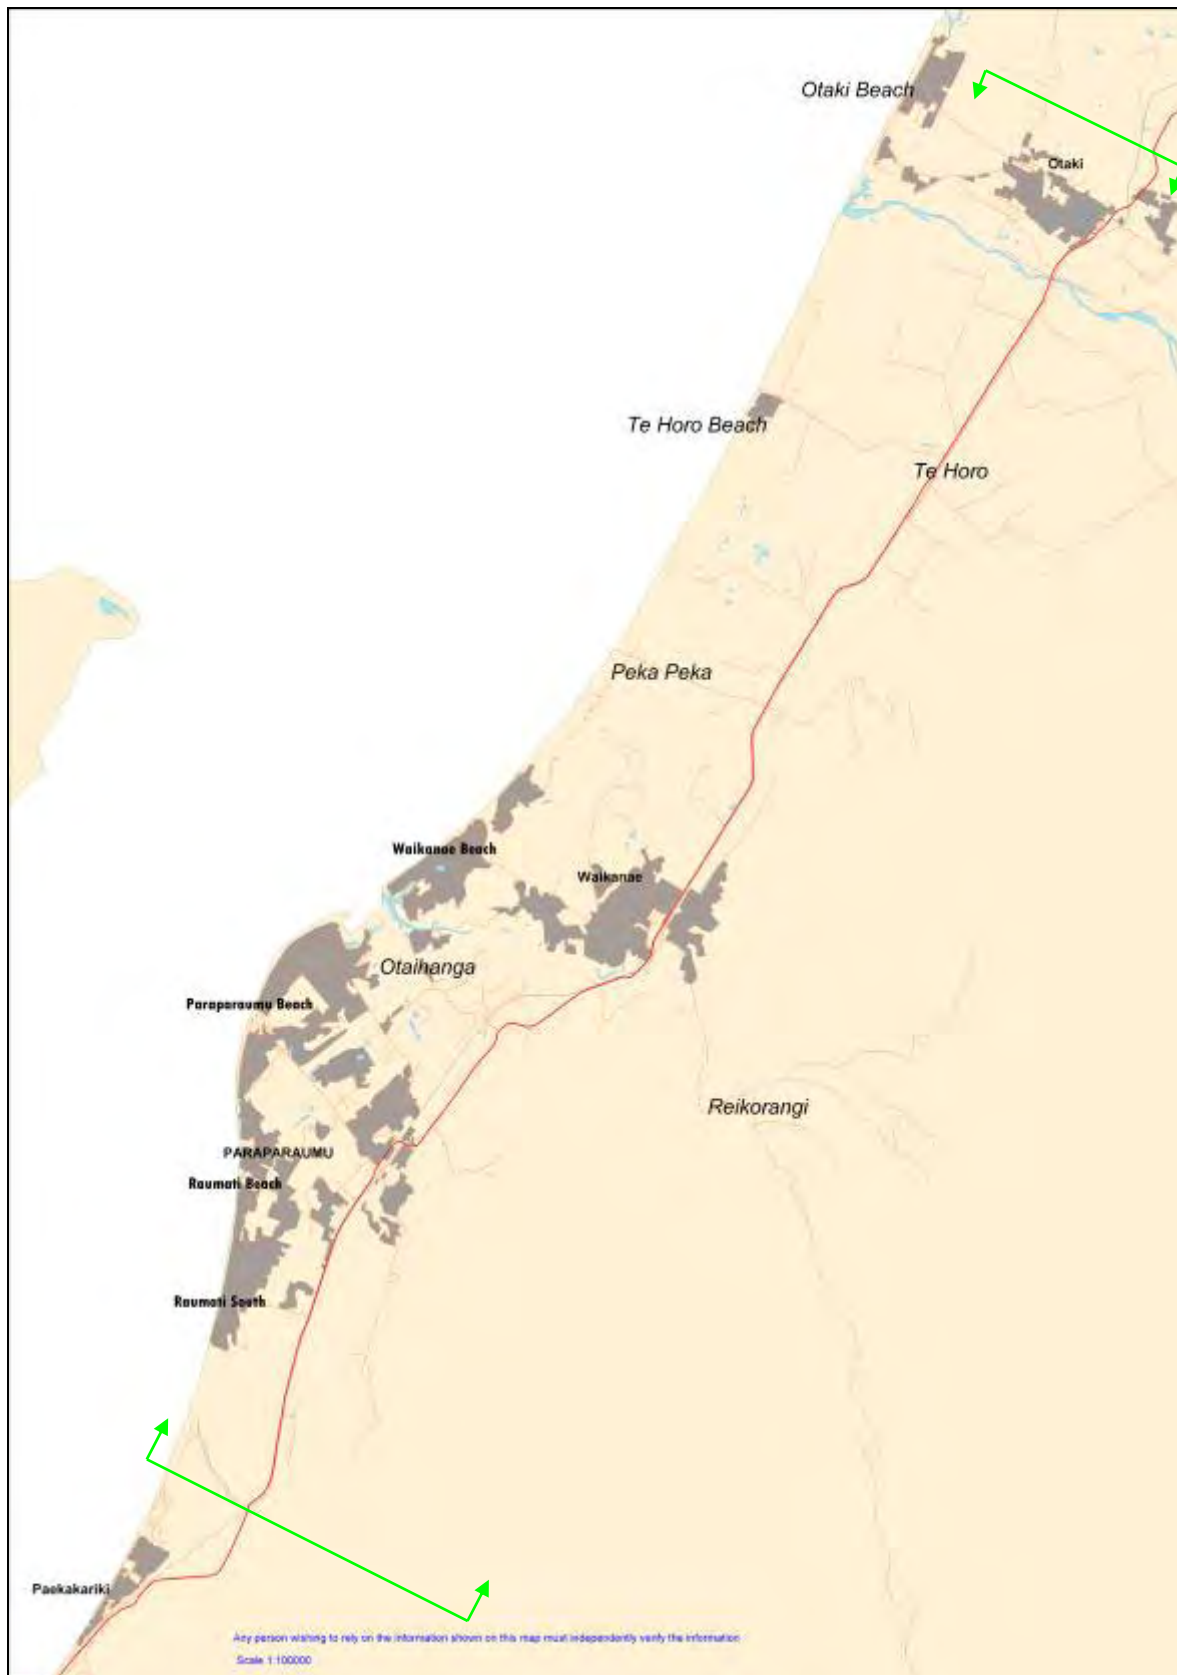 Otaki Beach
Otaki
Te Horo Beach
Te Horo
Peka Peka
Waikanae Beach
Waikanae
Otaihanga
Paraparaumu Beach
Reikorangi
PARAPARAUMU
Raumati Beach
Raumati South
Paekakariki
Any person wishing to rely on the information shown on this map must independently verify the information
Scale 1:100000